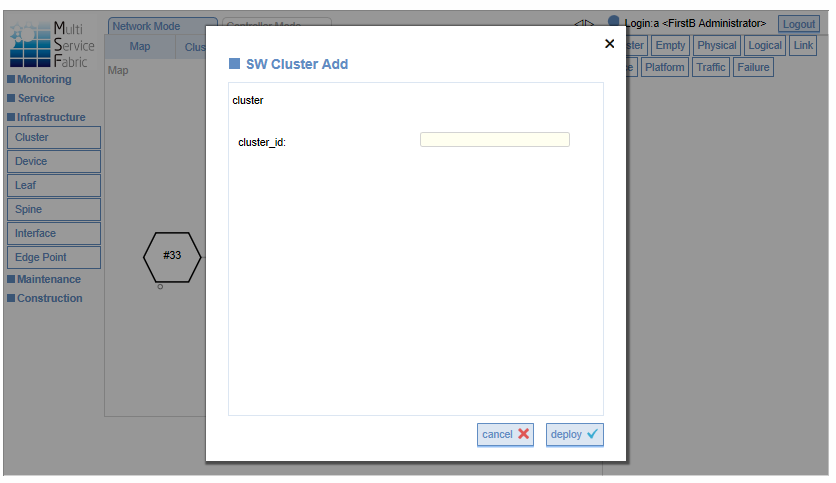 Multi
Service
Fabric
Network Mode
Controller Mode
Login:a <FirstB Administrator>
Logout
Map
Clus
ster
Empty
Physical
Logical
Link
e
Platform
Traffic
Failure
Map
Monitoring
Service
Infrastructure
Cluster
Device
Leaf
Spine
Interface
Edge Point
Maintenance
Construction
#33
SW Cluster Add
cluster
cluster_id:
cancel
deploy